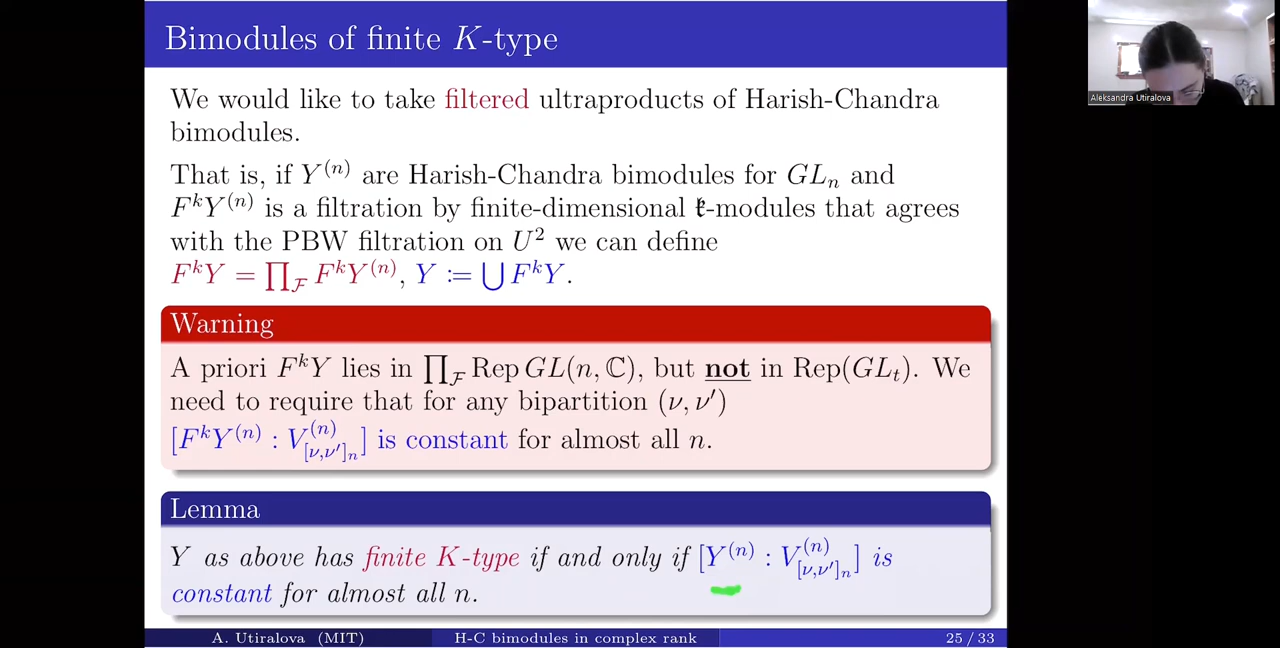 Bimodules of finite K-type
We would like to take filtered ultraproducts of Harish-Chandra
bimodules.
That is, if Y^{(n)} are Harish-Chandra bimodules for GL_n and
F^kY^{(n)} is a filtration by finite-dimensional 𝔨-modules that agrees
with the PBW filtration on U^2 we can define
F^kY = ∏_ℱ F^kY^{(n)}, Y := ⋃ F^kY.
Warning
A priori F^kY lies in ∏_ℱ Rep GL(n, ℂ), but not in Rep(GL_t). We
need to require that for any bipartition (ν, ν′)
[F^kY^{(n)} : V^{(n)}_{[ν,ν′]_n}] is constant for almost all n.
Lemma
Y as above has finite K-type if and only if [Y^{(n)} : V^{(n)}_{[ν,ν′]_n}] is
constant for almost all n.
A. Utiralova (MIT) H-C bimodules in complex rank 25 / 33
Aleksandra Utiralova